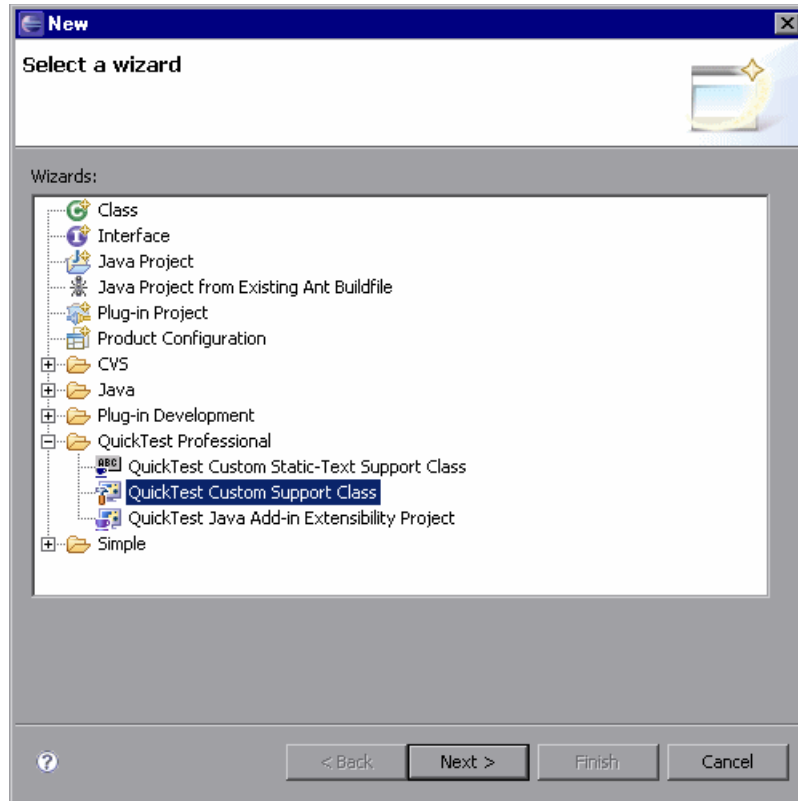 New
Select a wizard
Wizards:
Class
Interface
Java Project
Java Project from Existing Ant Buildfile
Plug-in Project
Product Configuration
CVS
Java
Plug-in Development
QuickTest Professional
ABC
QuickTest Custom Static-Text Support Class
QuickTest Custom Support Class
QuickTest Java Add-in Extensibility Project
Simple
? < Back Next > Finish Cancel